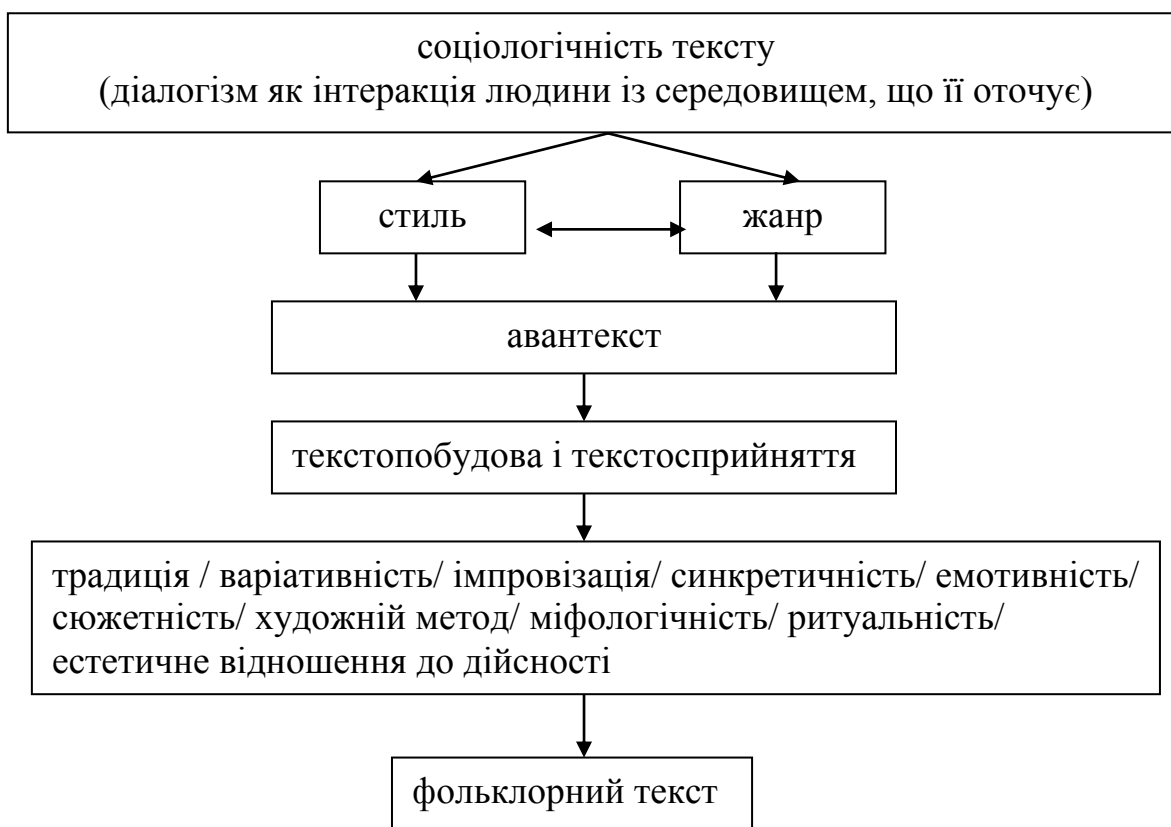 соціологічність тексту
(діалогізм як інтеракція людини із середовищем, що її оточує)
стиль
жанр
авантекст
текстопобудова і текстосприйняття
традиція / варіативність/ імпровізація/ синкретичність/ емотивність/
сюжетність/ художній метод/ міфологічність/ ритуальність/
естетичне відношення до дійсності
фольклорний текст